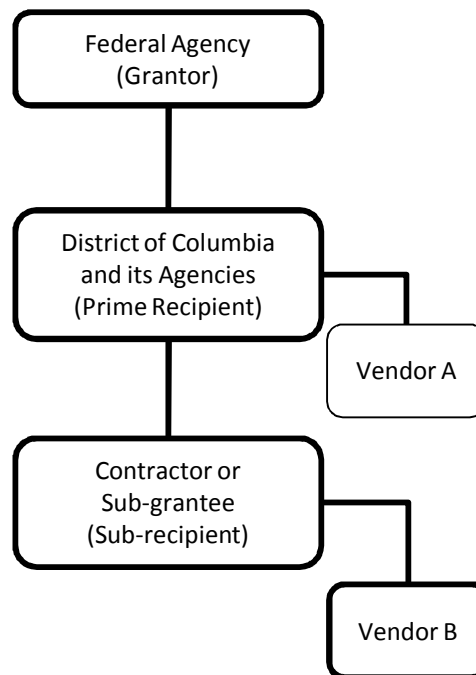 Federal Agency
(Grantor)
District of Columbia
and its Agencies
(Prime Recipient)
Vendor A
Contractor or
Sub-grantee
(Sub-recipient)
Vendor B